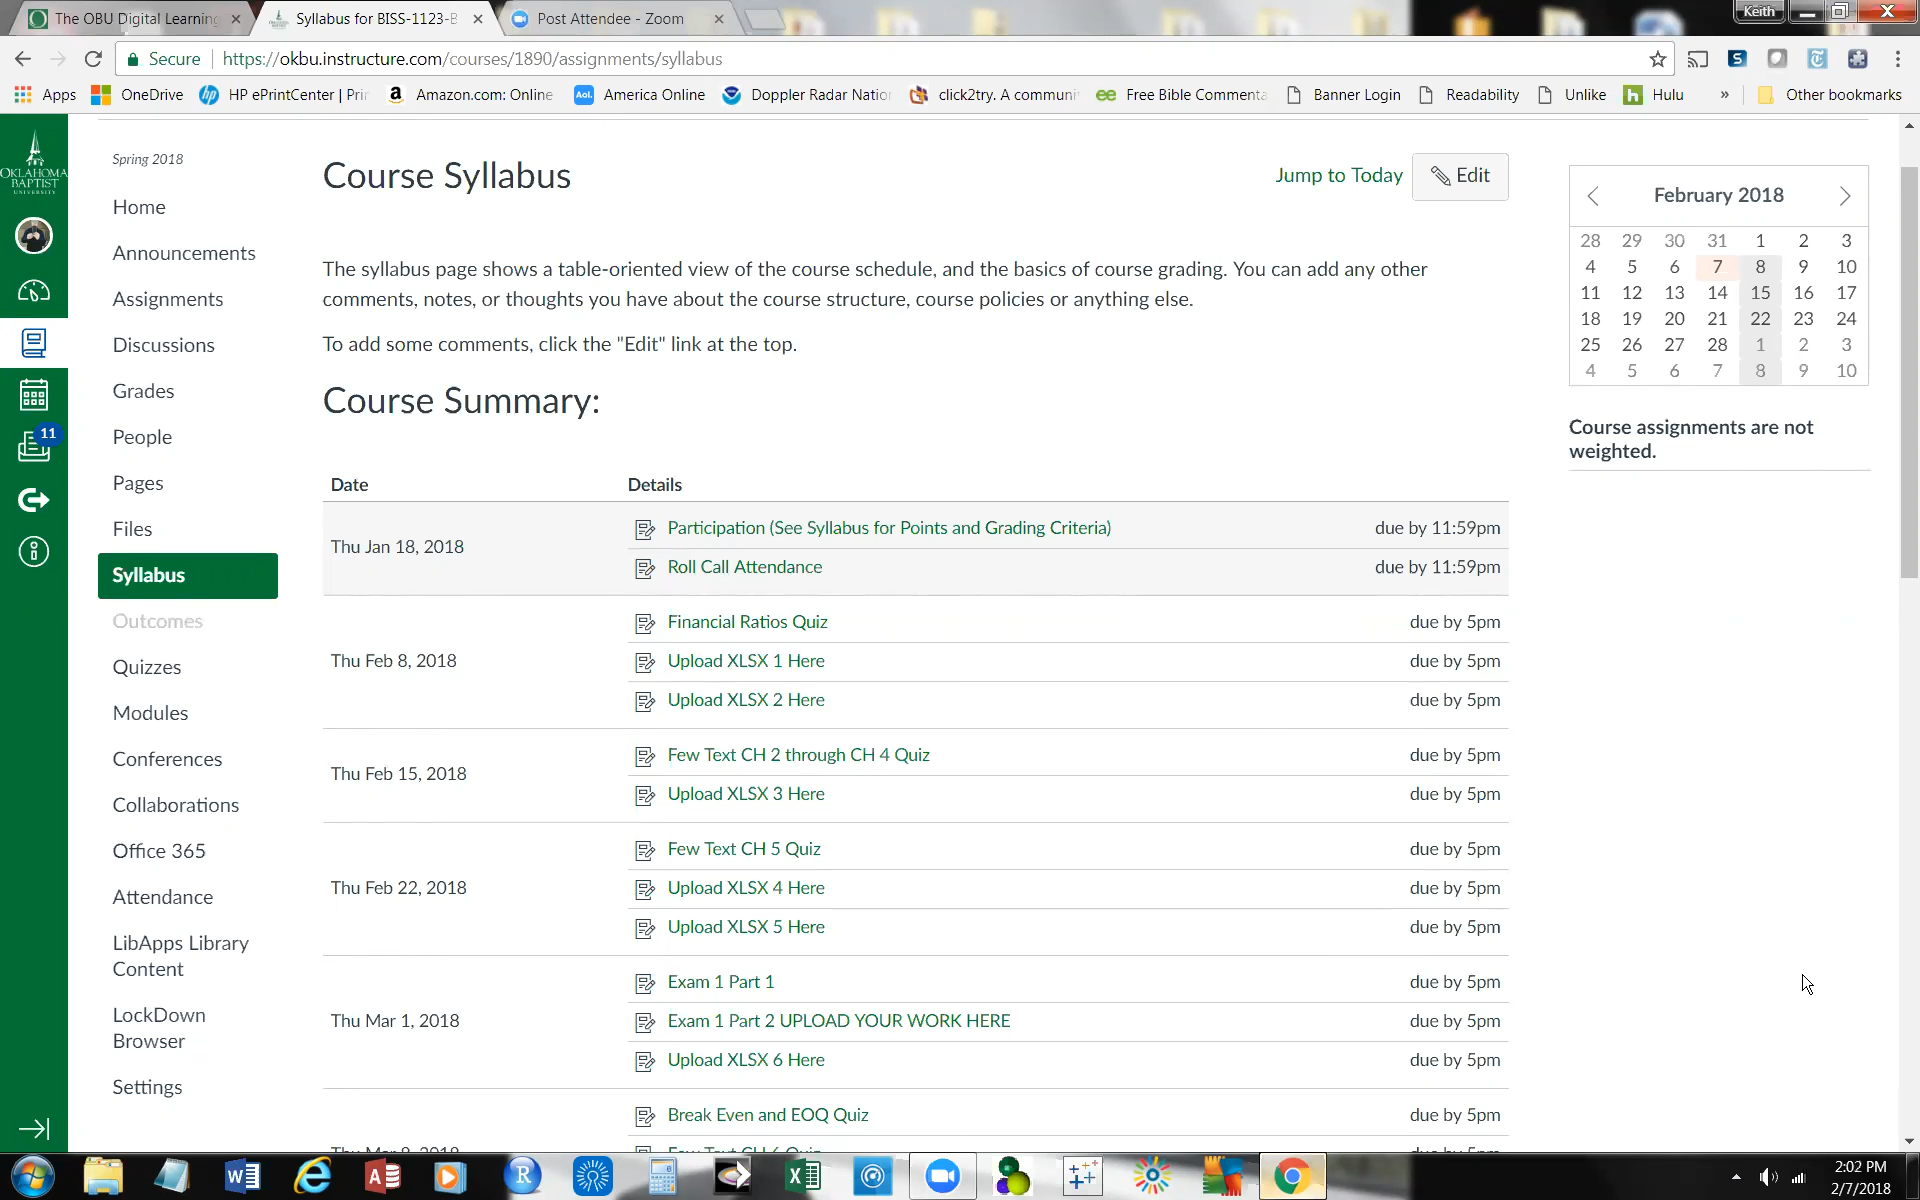 The OBU Digital Learning
Syllabus for BISS-1123-B
Post Attendee - Zoom
Keith
Secure
https://okbu.instructure.com/courses/1890/assignments/syllabus
Apps
OneDrive
HP ePrintCenter | Pri
Amazon.com: Online
America Online
Doppler Radar Natio
click2try. A communi
Free Bible Commenta
Banner Login
Readability
Unlike
Hulu
»
Other bookmarks
OKLAHOMA
BAPTIST
UNIVERSITY
11
Spring 2018
Home
Announcements
Assignments
Discussions
Grades
People
Pages
Files
Syllabus
Outcomes
Quizzes
Modules
Conferences
Collaborations
Office 365
Attendance
LibApps Library
Content
LockDown
Browser
Settings
Course Syllabus
Jump to Today
Edit
The syllabus page shows a table-oriented view of the course schedule, and the basics of course grading. You can add any other
comments, notes, or thoughts you have about the course structure, course policies or anything else.
To add some comments, click the "Edit" link at the top.
Course Summary:
Date Details
Thu Jan 18, 2018
Participation (See Syllabus for Points and Grading Criteria) due by 11:59pm
Roll Call Attendance due by 11:59pm
Thu Feb 8, 2018
Financial Ratios Quiz due by 5pm
Upload XLSX 1 Here due by 5pm
Upload XLSX 2 Here due by 5pm
Thu Feb 15, 2018
Few Text CH 2 through CH 4 Quiz due by 5pm
Upload XLSX 3 Here due by 5pm
Thu Feb 22, 2018
Few Text CH 5 Quiz due by 5pm
Upload XLSX 4 Here due by 5pm
Upload XLSX 5 Here due by 5pm
Thu Mar 1, 2018
Exam 1 Part 1 due by 5pm
Exam 1 Part 2 UPLOAD YOUR WORK HERE due by 5pm
Upload XLSX 6 Here due by 5pm
Break Even and EOQ Quiz due by 5pm
February 2018
28 29 30 31 1 2 3
4 5 6 7 8 9 10
11 12 13 14 15 16 17
18 19 20 21 22 23 24
25 26 27 28 1 2 3
4 5 6 7 8 9 10
Course assignments are not
weighted.
2:02 PM
2/7/2018